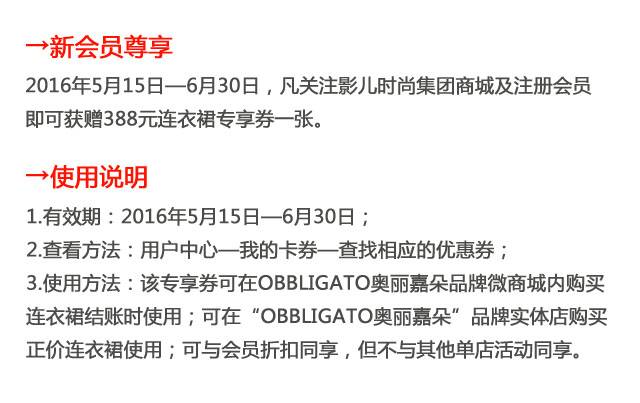 →新会员尊享
2016年5月15日—6月30日，凡关注影儿时尚集团商城及注册会员
即可获赠388元连衣裙专享券一张。
→使用说明
1.有效期：2016年5月15日—6月30日；
2.查看方法：用户中心—我的卡券—查找相应的优惠券；
3.使用方法：该专享券可在OBBLIGATO奥丽嘉朵品牌微商城内购买
连衣裙结账时使用；可在“OBBLIGATO奥丽嘉朵”品牌实体店购买
正价连衣裙使用；可与会员折扣同享，但不与其他单店活动同享。